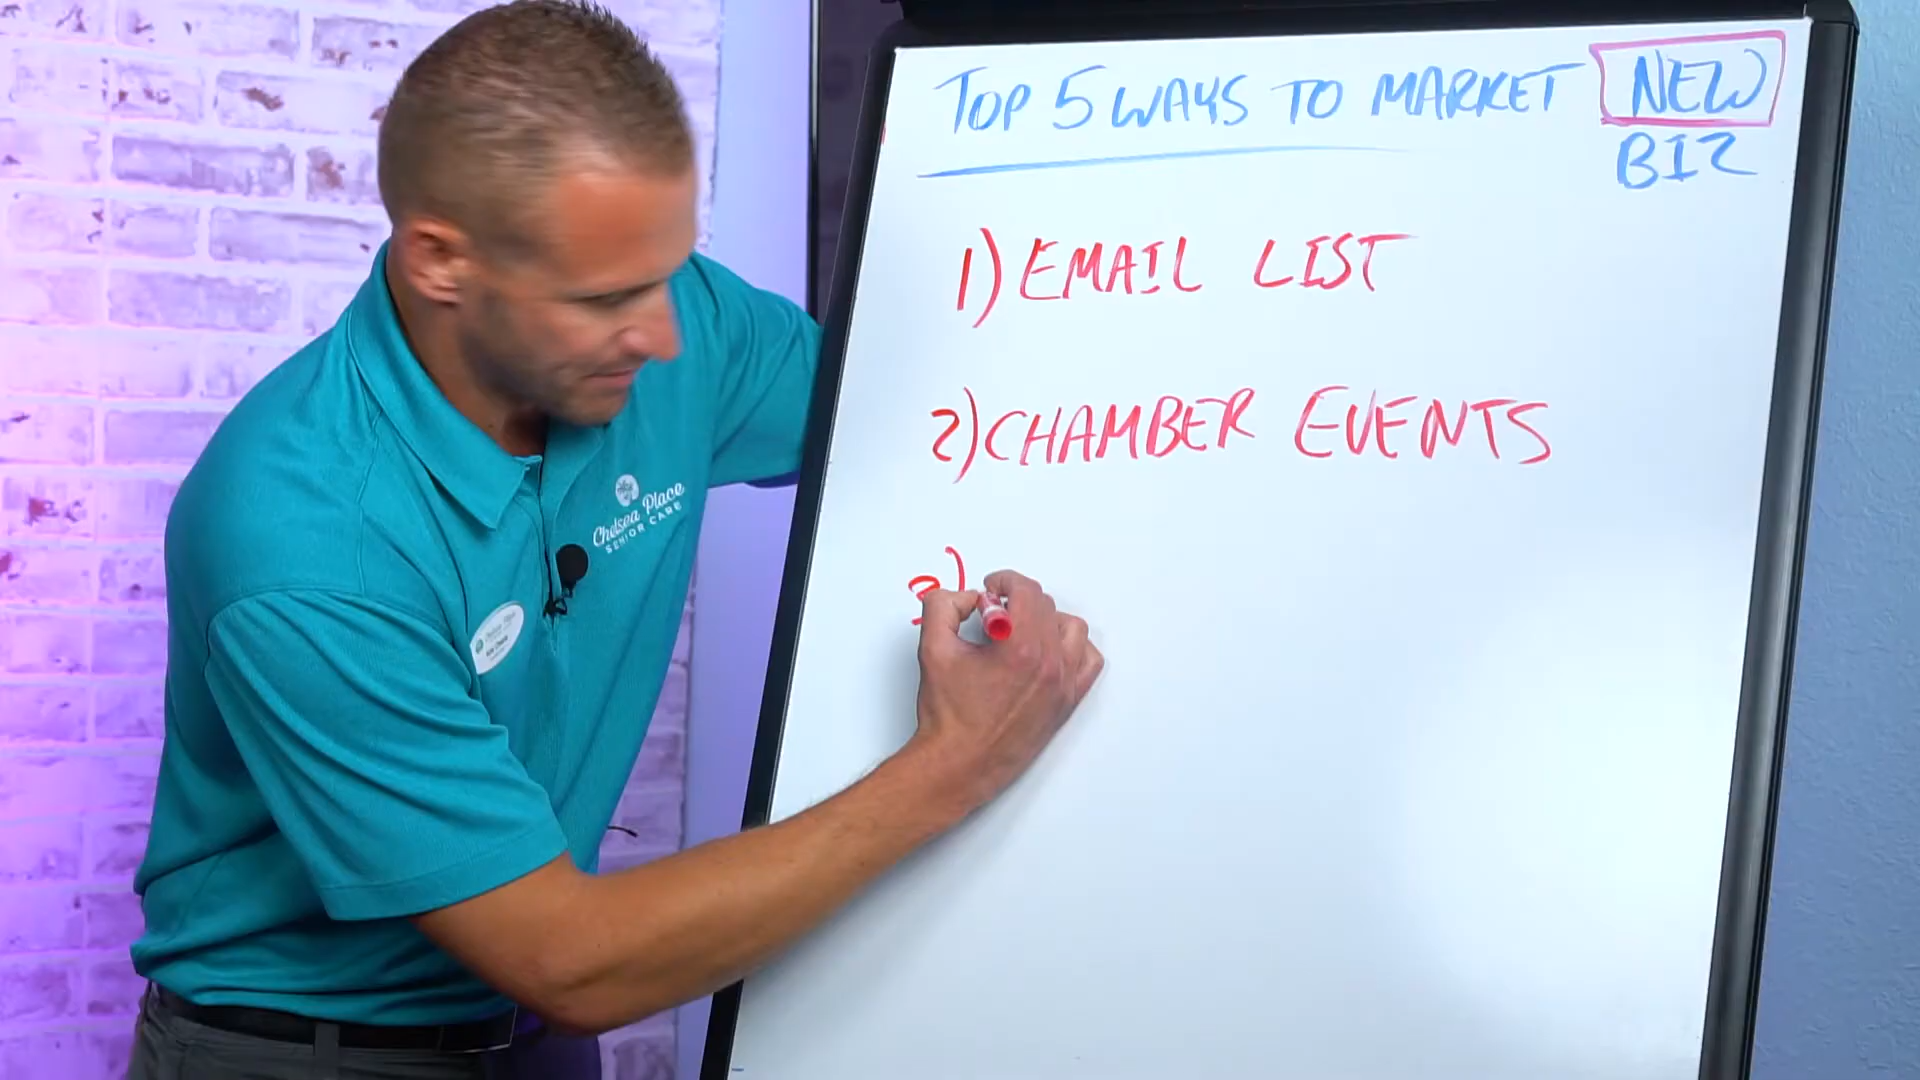 TOP 5 WAYS TO MARKET NEW
BIZ
1) EMAIL LIST
2) CHAMBER EVENTS
3)
Chelsea Place
SENIOR CARE